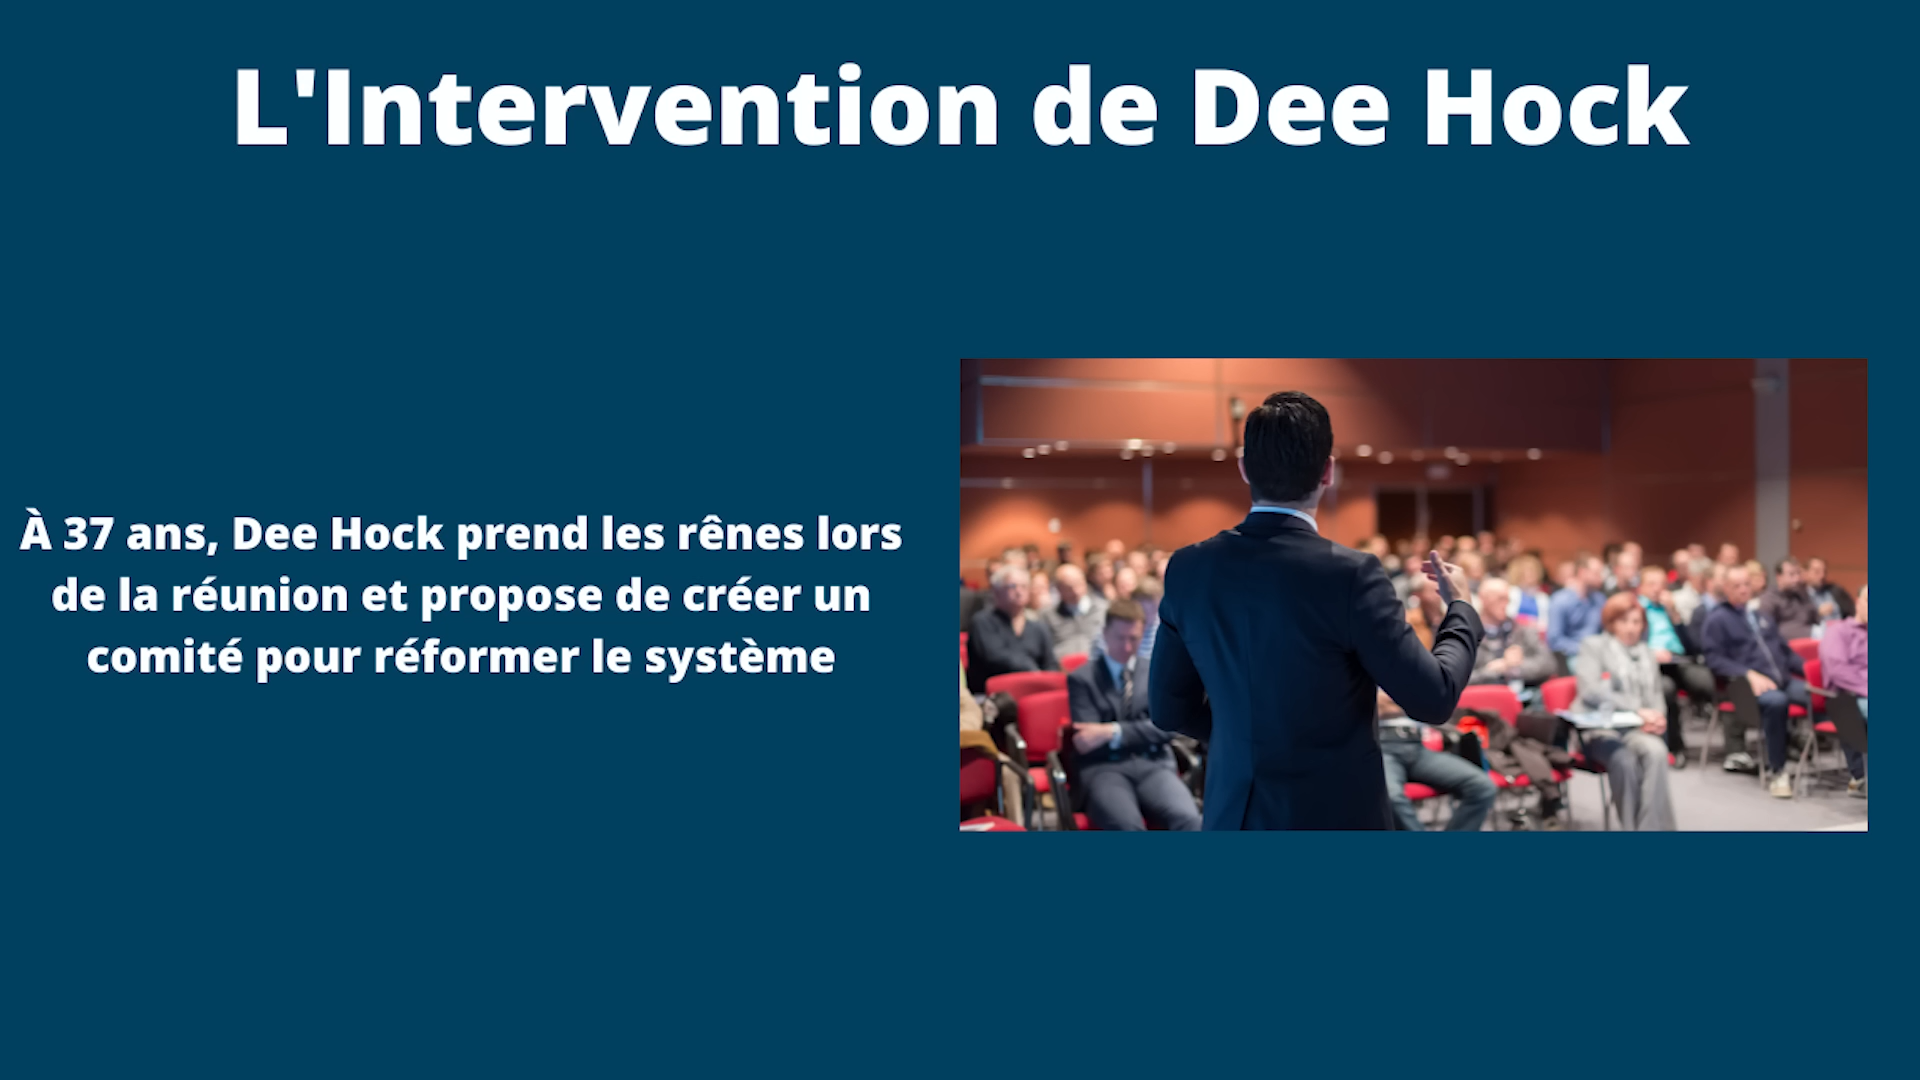 L'Intervention de Dee Hock
À 37 ans, Dee Hock prend les rênes lors
de la réunion et propose de créer un
comité pour réformer le système